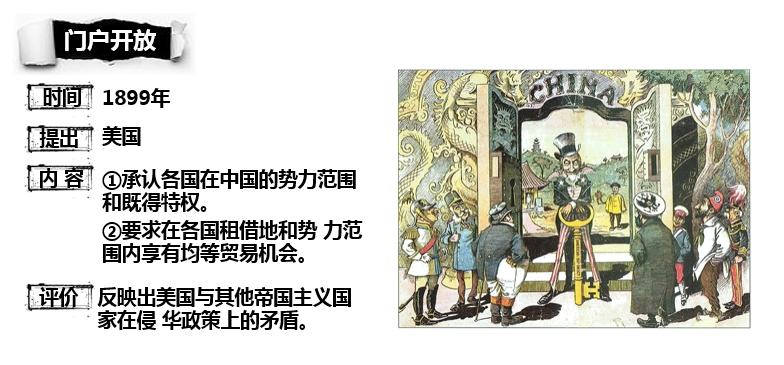 门户开放
时间 1899年
提出 美国
内 容 ①承认各国在中国的势力范围
和既得特权。
②要求在各国租借地和势 力范
围内享有均等贸易机会。
评价 反映出美国与其他帝国主义国
家在侵 华政策上的矛盾。
CHINA